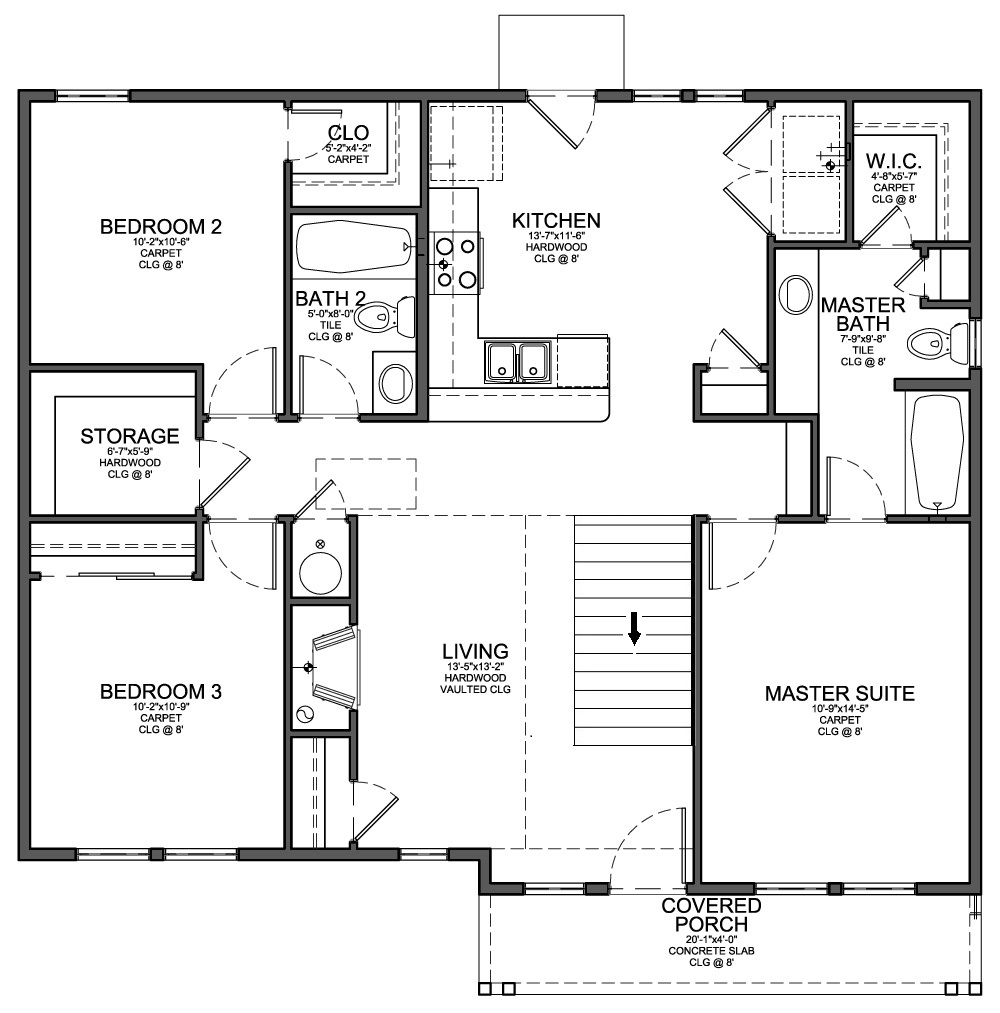 CLO
5'-2"x4'-2"
CARPET
W.I.C.
4'-8"x5'-7"
CARPET
CLG @ 8'
BEDROOM 2
10'-2"x10'-6"
CARPET
CLG @ 8'
KITCHEN
13'-7"x11'-6"
HARDWOOD
CLG @ 8'
BATH 2
5'-0"x8'-0"
TILE
CLG @ 8'
MASTER
BATH
7'-9"x9'-8"
TILE
CLG @ 8'
STORAGE
6'-7"x5'-9"
HARDWOOD
CLG @ 8'
LIVING
13'-5"x13'-2"
HARDWOOD
VAULTED CLG
BEDROOM 3
10'-2"x10'-9"
CARPET
CLG @ 8'
MASTER SUITE
10'-9"x14'-5"
CARPET
CLG @ 8'
COVERED
PORCH
20'-1"x4'-0"
CONCRETE SLAB
CLG @ 8'